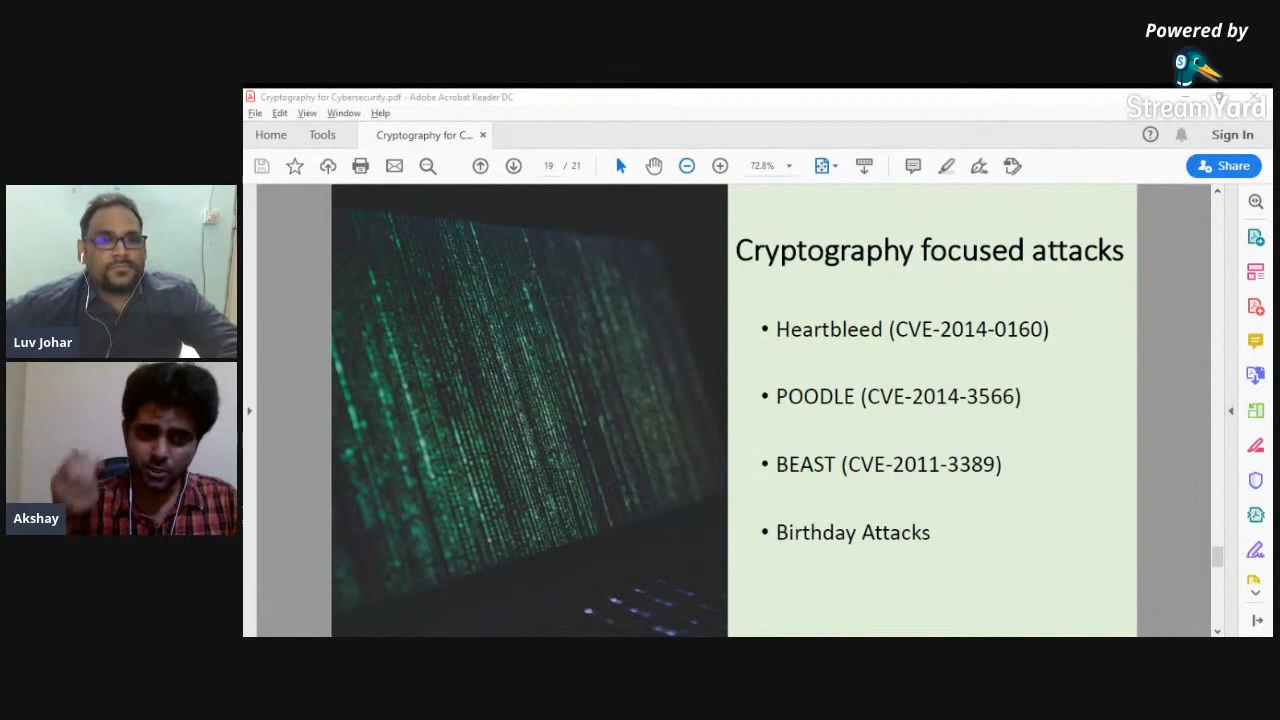 Powered by
StreamYard
Cryptography for Cybersecurity.pdf - Adobe Acrobat Reader DC
File Edit View Window Help
Home Tools Cryptography for C... × Sign In
19 / 21 72.8% Share
Cryptography focused attacks
• Heartbleed (CVE-2014-0160)
• POODLE (CVE-2014-3566)
• BEAST (CVE-2011-3389)
• Birthday Attacks
Luv Johar
Akshay